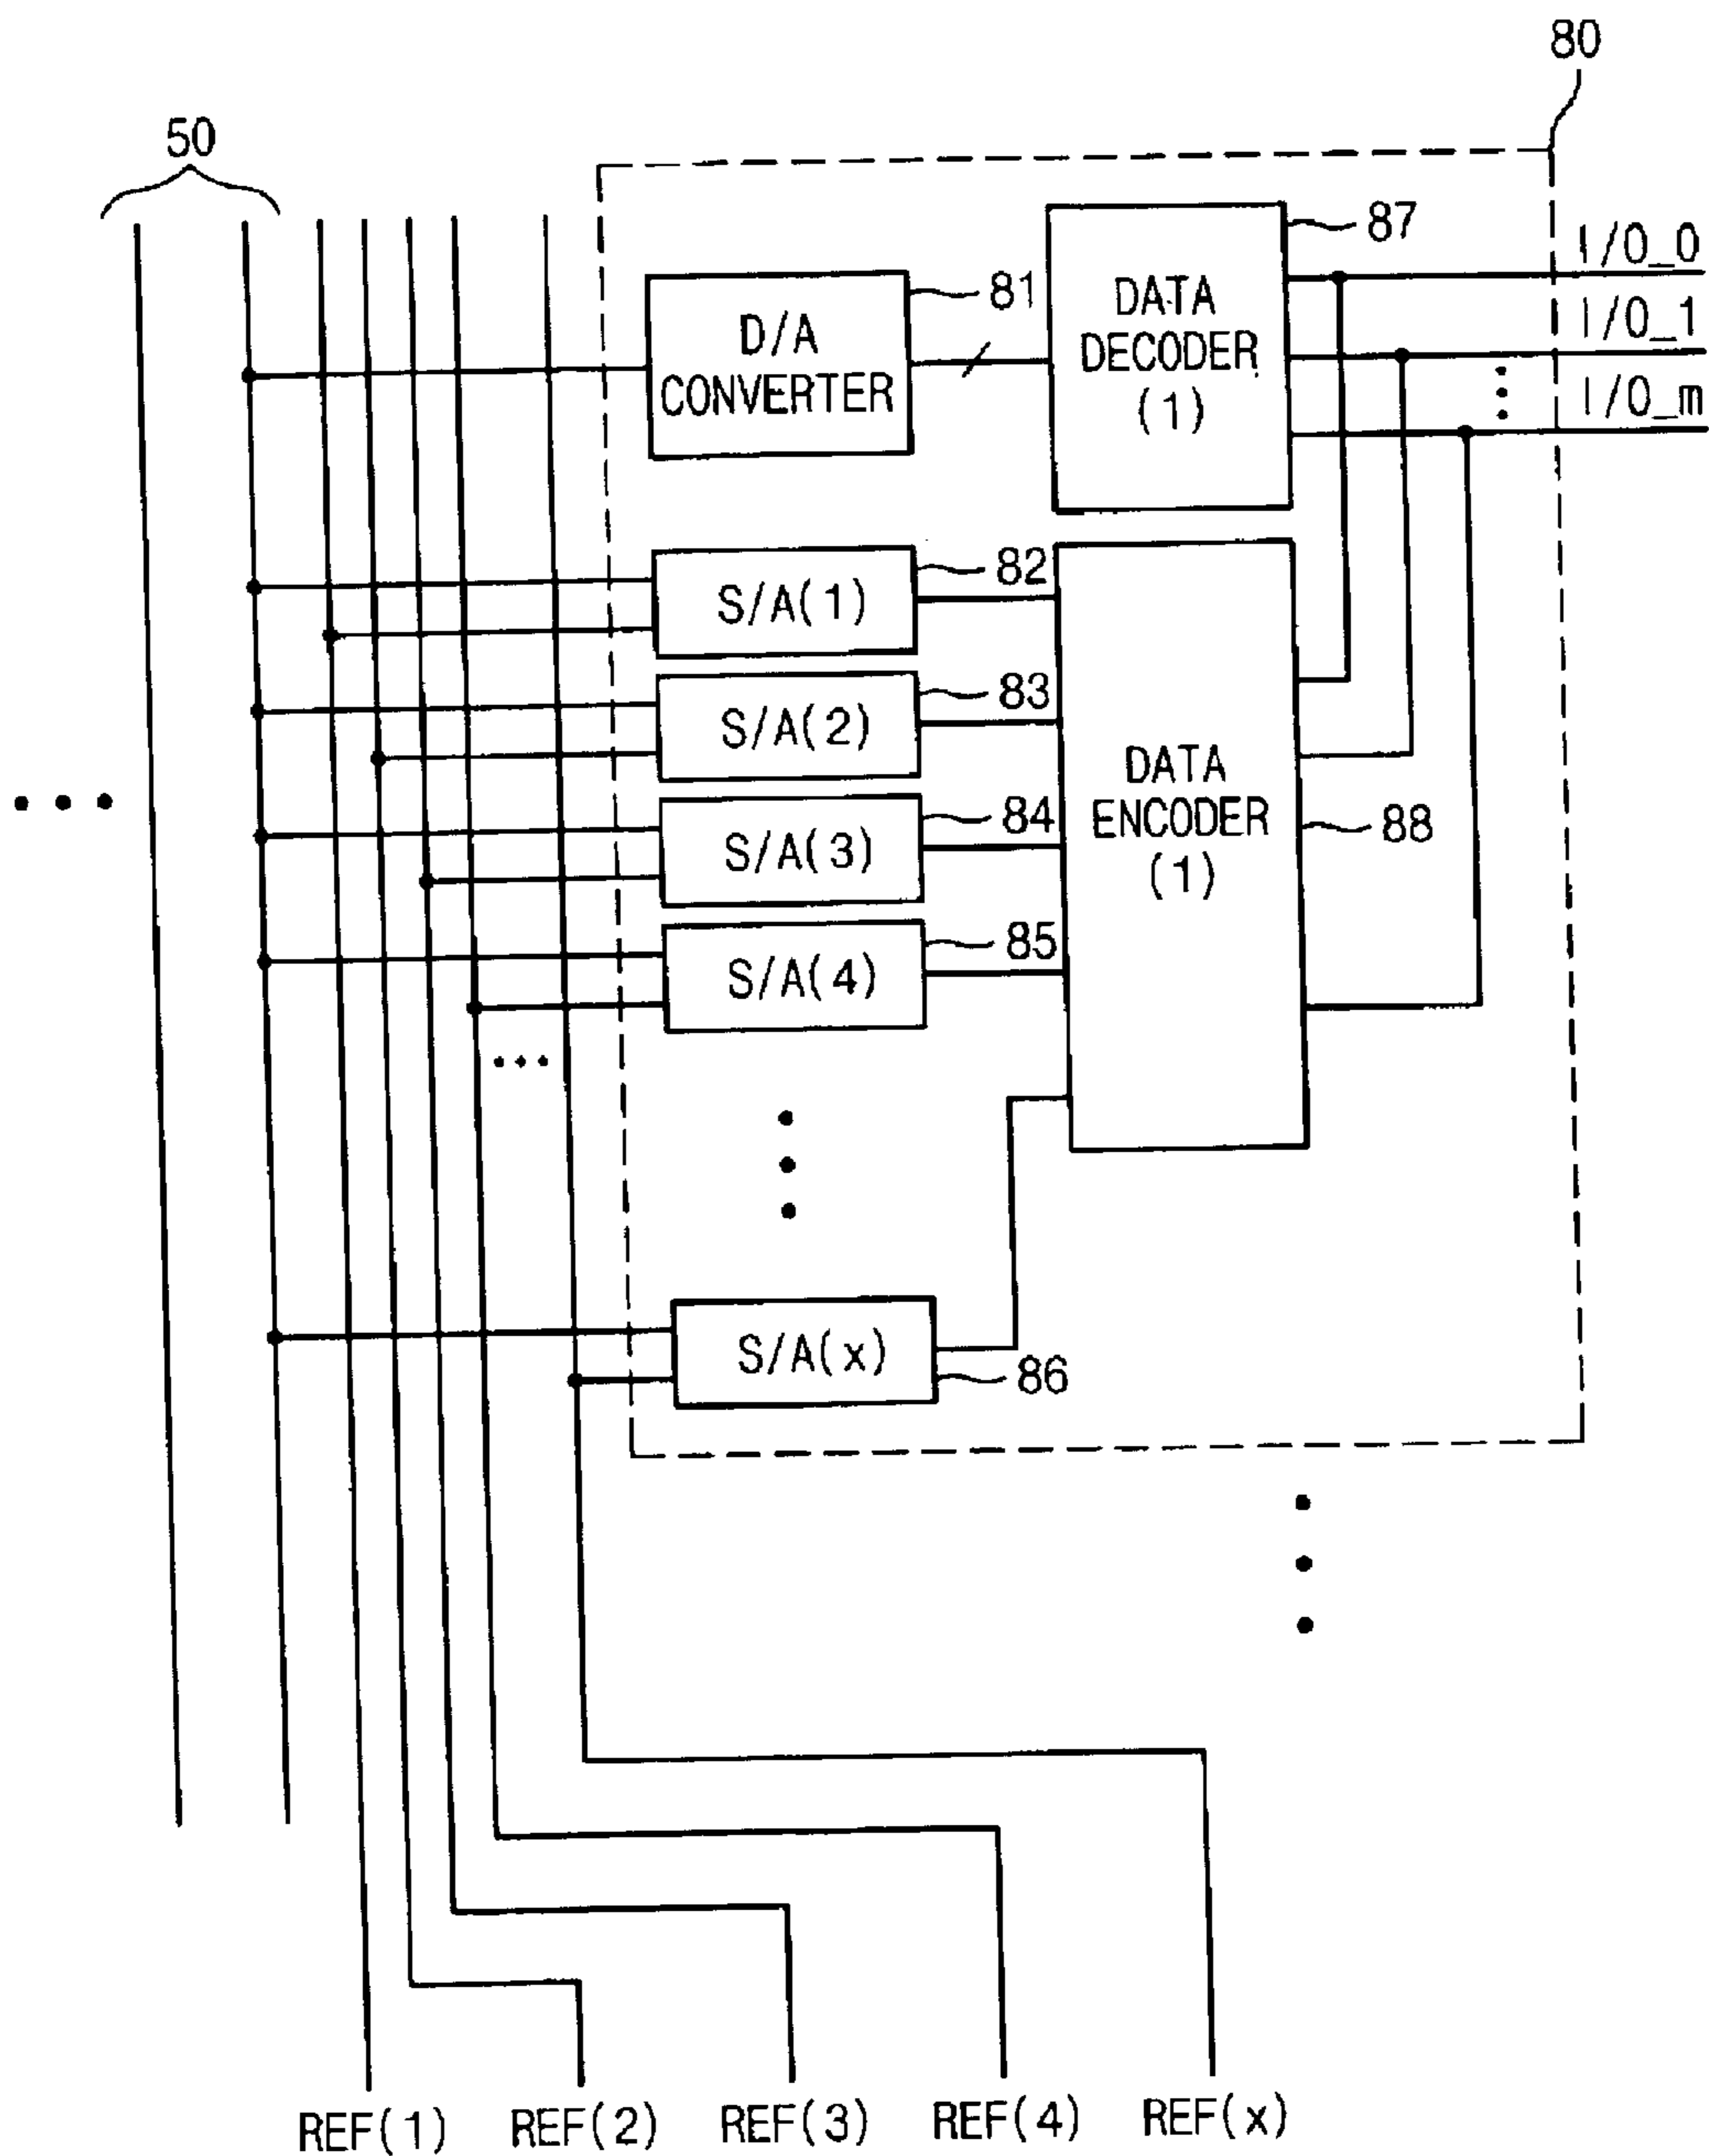 80
50
87
I/O_0
81
DATA
DECODER
(1)
I/O_1
D/A
CONVERTER
I/O_m
82
S/A(1)
83
S/A(2)
DATA
ENCODER
(1)
84
S/A(3)
88
85
S/A(4)
S/A(x)
86
REF(1)
REF(2)
REF(3)
REF(4)
REF(x)